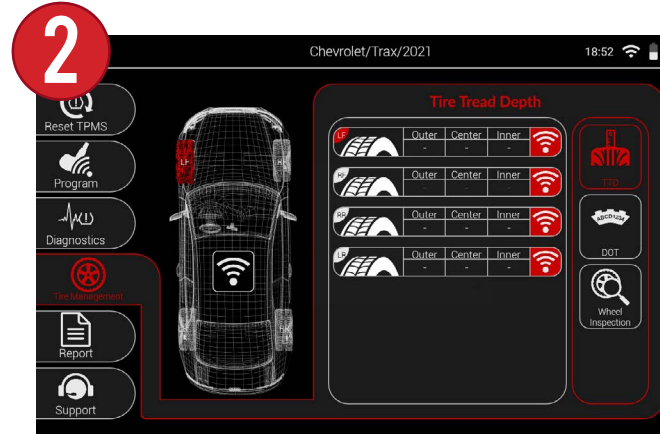 2
Chevrolet/Trax/2021
18:52
Reset TPMS
Program
Diagnostics
Tire Management
Report
Support
LF
RF
RR
Tire Tread Depth
LF
Outer Center Inner
- - -
RF
Outer Center Inner
- - -
RR
Outer Center Inner
- - -
LR
Outer Center Inner
- - -
TTD
ABCD1234
DOT
Wheel
Inspection